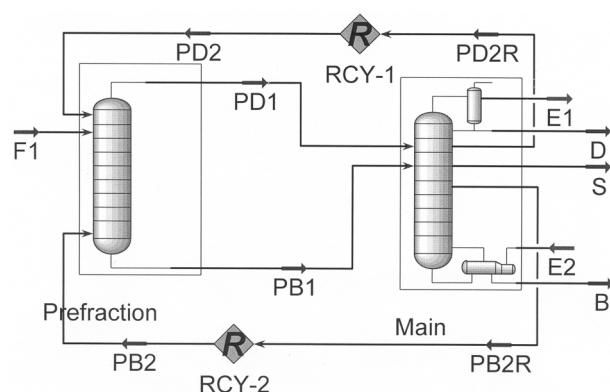 PD2
R
RCY-1
PD2R
PD1
E1
F1
D
S
PB1
E2
B
Prefraction
Main
PB2
R
RCY-2
PB2R